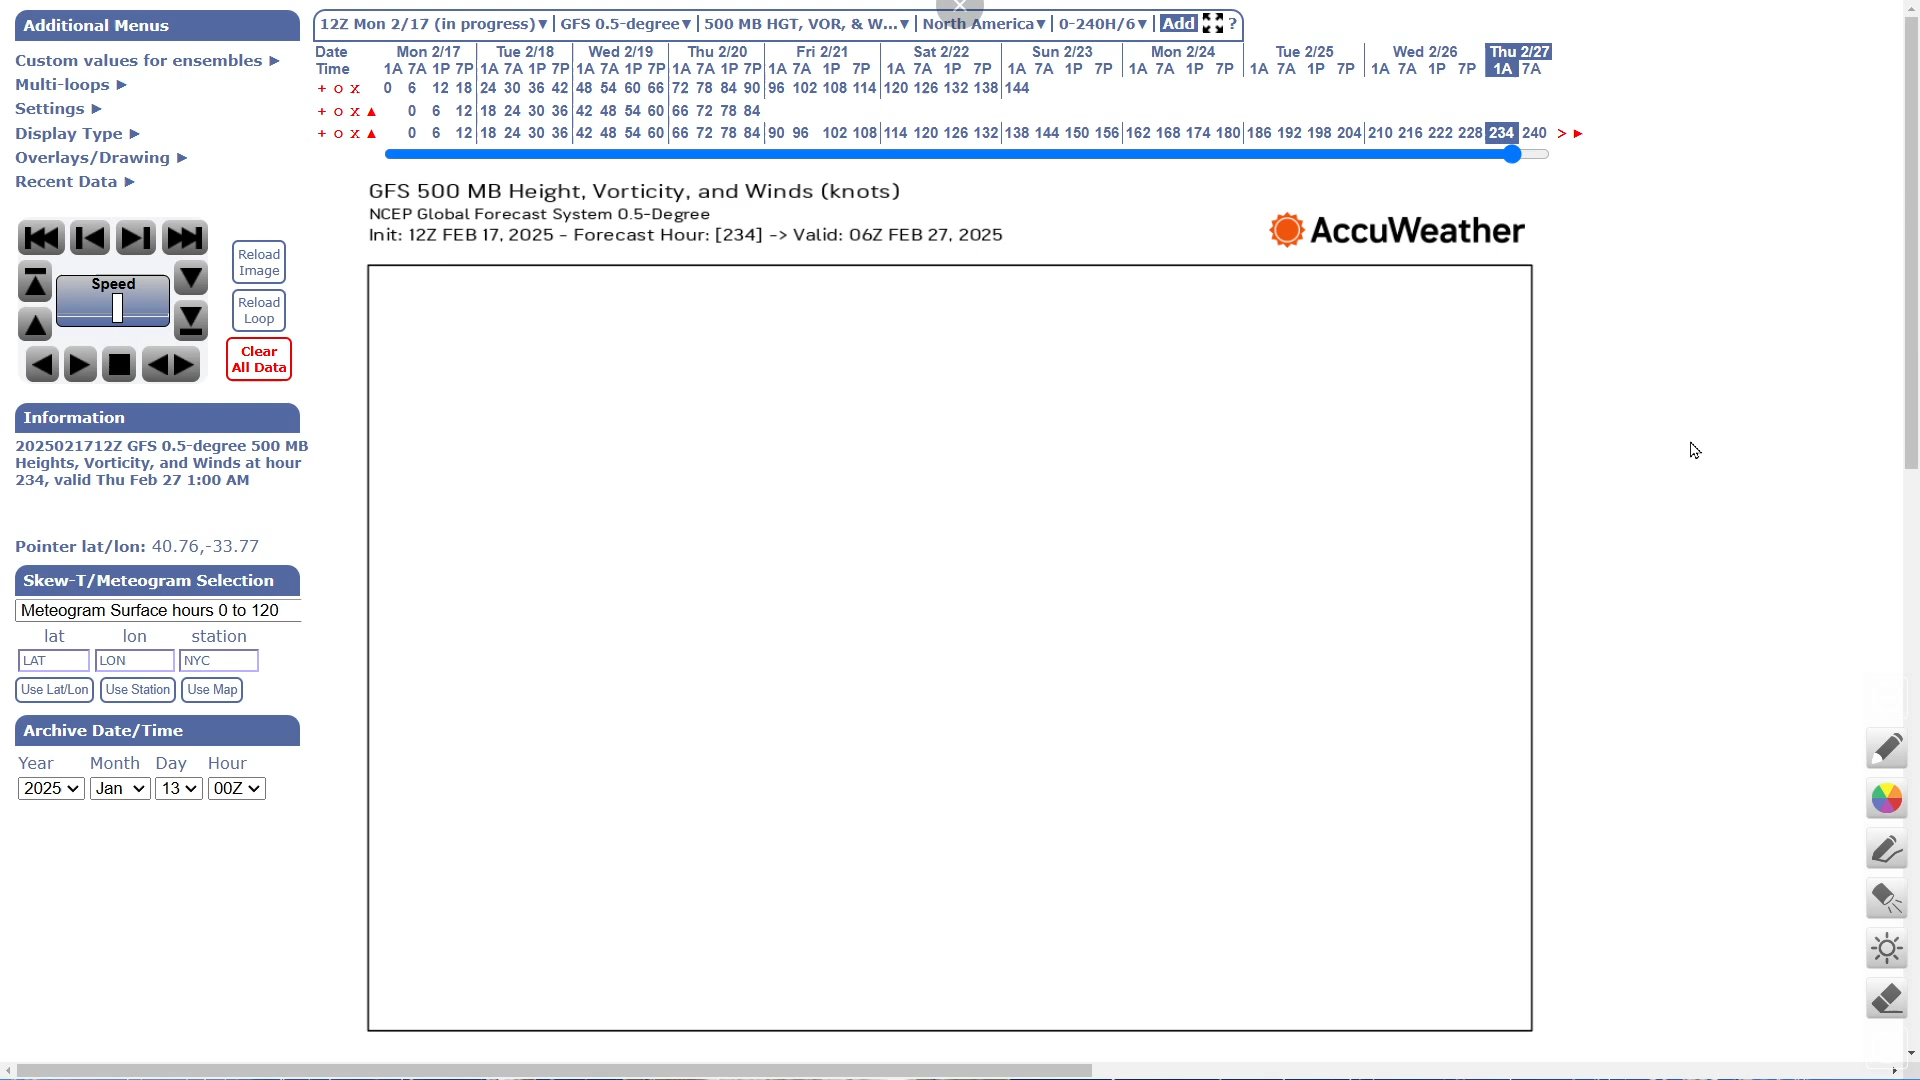 Additional Menus
Custom values for ensembles ►
Multi-loops ►
Settings ►
Display Type ►
Overlays/Drawing ►
Recent Data ►
Speed
Reload Image
Reload Loop
Clear All Data
Information
2025021712Z GFS 0.5-degree 500 MB
Heights, Vorticity, and Winds at hour
234, valid Thu Feb 27 1:00 AM
Pointer lat/lon: 40.76,-33.77
Skew-T/Meteogram Selection
Meteogram Surface hours 0 to 120
lat lon station
LAT LON NYC
Use Lat/Lon Use Station Use Map
Archive Date/Time
Year Month Day Hour
2025 Jan 13 00Z
12Z Mon 2/17 (in progress)▼ GFS 0.5-degree▼ 500 MB HGT, VOR, & W...▼ North America▼ 0-240H/6▼ Add ?
Date Mon 2/17 Tue 2/18 Wed 2/19 Thu 2/20 Fri 2/21 Sat 2/22 Sun 2/23 Mon 2/24 Tue 2/25 Wed 2/26 Thu 2/27
Time 1A 7A 1P 7P 1A 7A 1P 7P 1A 7A 1P 7P 1A 7A 1P 7P 1A 7A 1P 7P 1A 7A 1P 7P 1A 7A 1P 7P 1A 7A 1P 7P 1A 7A 1P 7P 1A 7A 1P 7P 1A 7A
+ o x 0 6 12 18 24 30 36 42 48 54 60 66 72 78 84 90 96 102 108 114 120 126 132 138 144
+ o x ▲ 0 6 12 18 24 30 36 42 48 54 60 66 72 78 84
+ o x ▲ 0 6 12 18 24 30 36 42 48 54 60 66 72 78 84 90 96 102 108 114 120 126 132 138 144 150 156 162 168 174 180 186 192 198 204 210 216 222 228 234 240 > ►
GFS 500 MB Height, Vorticity, and Winds (knots)
NCEP Global Forecast System 0.5-Degree
Init: 12Z FEB 17, 2025 - Forecast Hour: [234] -> Valid: 06Z FEB 27, 2025
AccuWeather